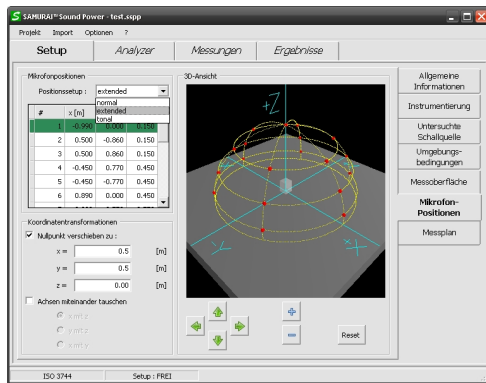 SAMURAI™ Sound Power - test.sspp
Projekt Import Optionen ?
Setup Analyzer Messungen Ergebnisse
Mikrofonpositionen
Positionssetup : extended
normal
extended
tonal
# x [m]
1 -0.990 0.000 0.150
2 0.500 -0.860 0.150
3 0.500 0.860 0.150
4 -0.450 0.770 0.450
5 -0.450 -0.770 0.450
6 0.890 0.000 0.450
Koordinatentransformationen
Nullpunkt verschieben zu :
x = 0.5 [m]
y = 0.5 [m]
z = 0.00 [m]
Achsen miteinander tauschen
x mit z
y mit z
x mit y
3D-Ansicht
+Z
Y
+X
Reset
Allgemeine
Informationen
Instrumentierung
Untersuchte
Schallquelle
Umgebungs-
bedingungen
Messoberfläche
Mikrofon-
Positionen
Messplan
ISO 3744 Setup : FREI